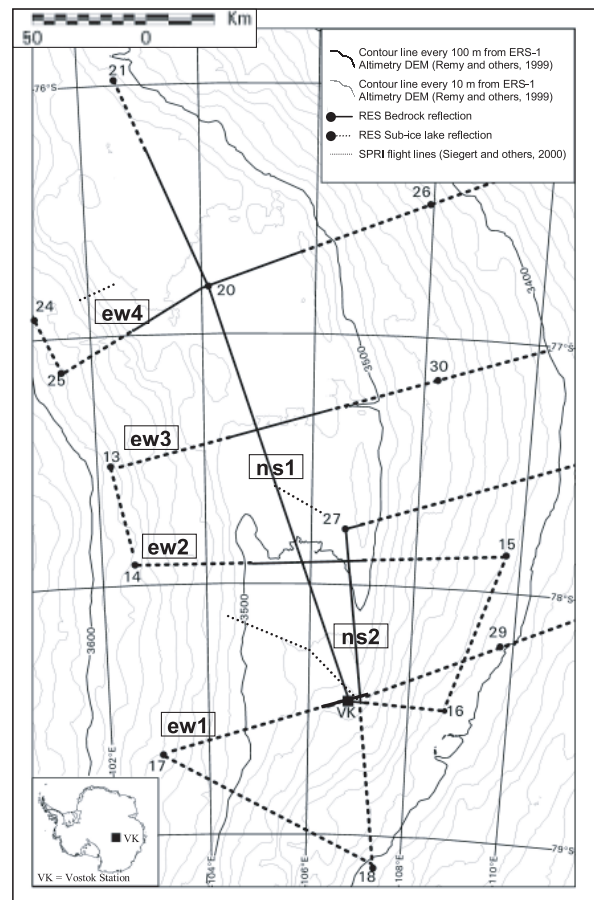 Km
50
0
Contour line every 100 m from ERS-1
Altimetry DEM (Remy and others, 1999)
Contour line every 10 m from ERS-1
Altimetry DEM (Remy and others, 1999)
RES Bedrock reflection
RES Sub-ice lake reflection
SPRI flight lines (Siegert and others, 2000)
21
76°S
26
3400
20
24
ew4
77°S
25
3500
30
13
ew3
ns1
27
ew2
15
14
78°S
3500
3600
ns2
29
VK
16
ew1
17
102°E
VK
VK = Vostok Station
104°E
106°E
108°E
110°E
79°S
18